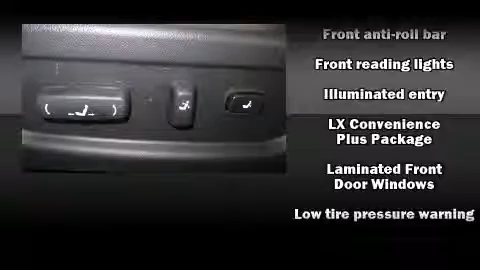 Front anti-roll bar
Front reading lights
Illuminated entry
LX Convenience
Plus Package
Laminated Front
Door Windows
Low tire pressure warning